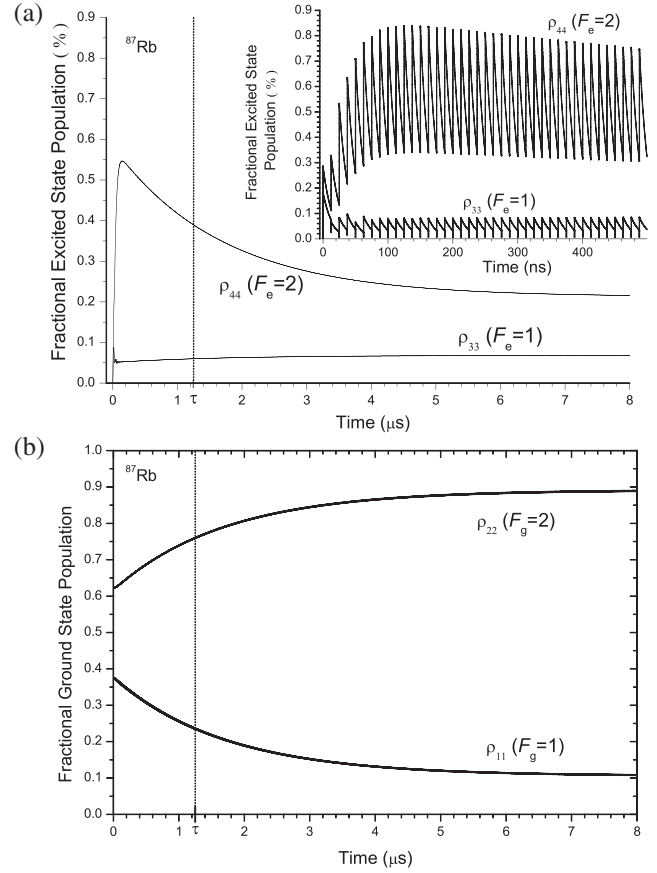 (a)
Fractional Excited State Population (%)
0.9
0.8
0.7
0.6
0.5
0.4
0.3
0.2
0.1
0.0
⁸⁷Rb
ρ₄₄ (Fₑ=2)
ρ₃₃ (Fₑ=1)
0 1 τ 2 3 4 5 6 7 8
Time (μs)
Fractional Excited State
Population (%)
0.9
0.8
0.7
0.6
0.5
0.4
0.3
0.2
0.1
0.0
ρ₄₄ (Fₑ=2)
ρ₃₃ (Fₑ=1)
0 100 200 300 400
Time (ns)
(b)
Fractional Ground State Population
1.0
0.9
0.8
0.7
0.6
0.5
0.4
0.3
0.2
0.1
0.0
⁸⁷Rb
ρ₂₂ (F_g=2)
ρ₁₁ (F_g=1)
0 1 τ 2 3 4 5 6 7 8
Time (μs)